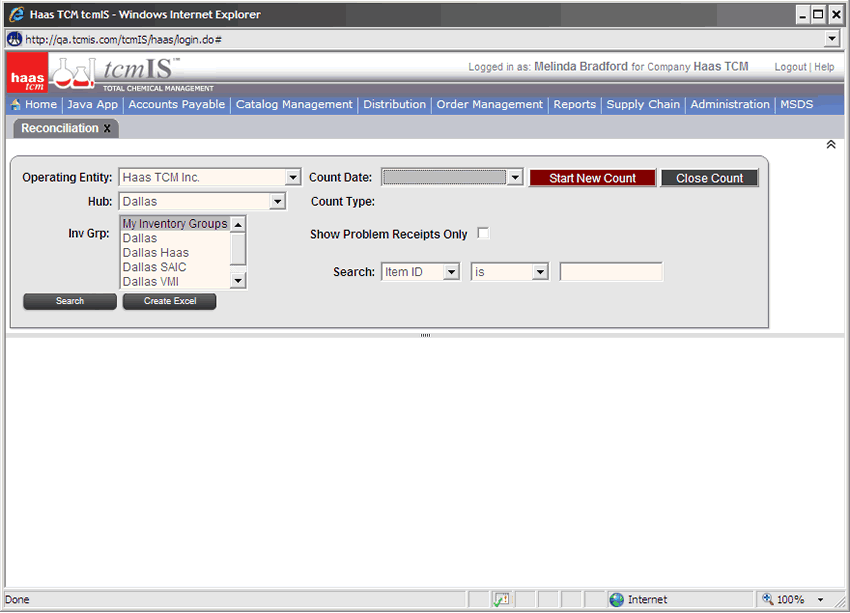 Haas TCM tcmIS - Windows Internet Explorer
http://qa.tcmis.com/tcmIS/haas/login.do#
haas tcm tcmIS™ TOTAL CHEMICAL MANAGEMENT
Logged in as: Melinda Bradford for Company Haas TCM Logout | Help
Home | Java App | Accounts Payable | Catalog Management | Distribution | Order Management | Reports | Supply Chain | Administration | MSDS
Reconciliation x
Operating Entity: Haas TCM Inc. Count Date: Start New Count Close Count
Hub: Dallas Count Type:
Inv Grp: My Inventory Groups
Dallas
Show Problem Receipts Only
Dallas Haas
Dallas SAIC
Search: Item ID is
Dallas VMI
Search Create Excel
Done Internet 100%